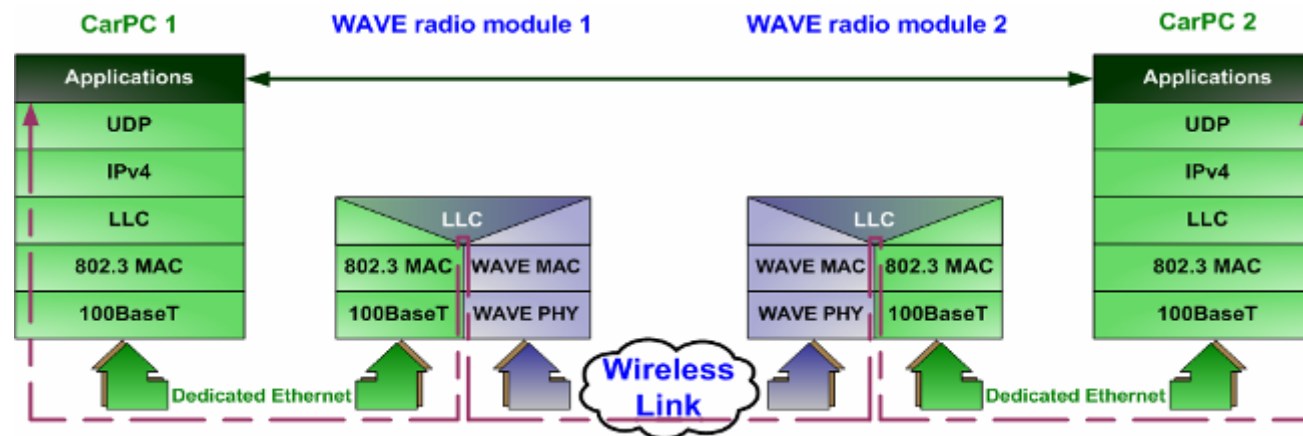 CarPC 1
WAVE radio module 1
WAVE radio module 2
CarPC 2
Applications
UDP
IPv4
LLC
802.3 MAC
100BaseT
LLC
802.3 MAC
WAVE MAC
100BaseT
WAVE PHY
LLC
WAVE MAC
802.3 MAC
WAVE PHY
100BaseT
Applications
UDP
IPv4
LLC
802.3 MAC
100BaseT
Dedicated Ethernet
Wireless
Link
Dedicated Ethernet